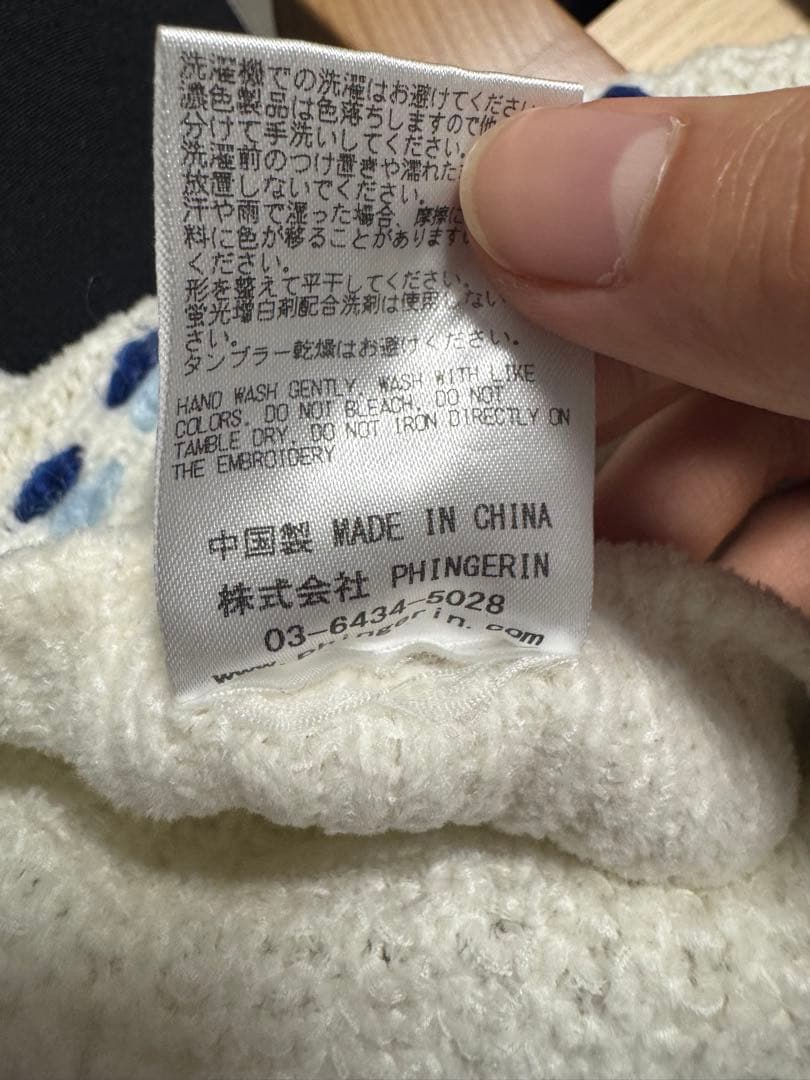 洗濯機での洗濯はお避けてくださ
濃色製品は色落ちしますので他
分けて手洗いしてください。
洗濯前のつけ置きや濡れた
放置しないでください。
汗や雨で湿った場合、摩擦に
料に色が移ることがあります
ください。
形を整えて平干してください。
蛍光増白剤配合洗剤は使用しない
さい。
タンブラー乾燥はお避けください。
HAND WASH GENTLY. WASH WITH LIKE
COLORS. DO NOT BLEACH. DO NOT
TAMBLE DRY. DO NOT IRON DIRECTLY ON
THE EMBROIDERY
中国製 MADE IN CHINA
株式会社 PHINGERIN
03-6434-5028
www.phingerin.com